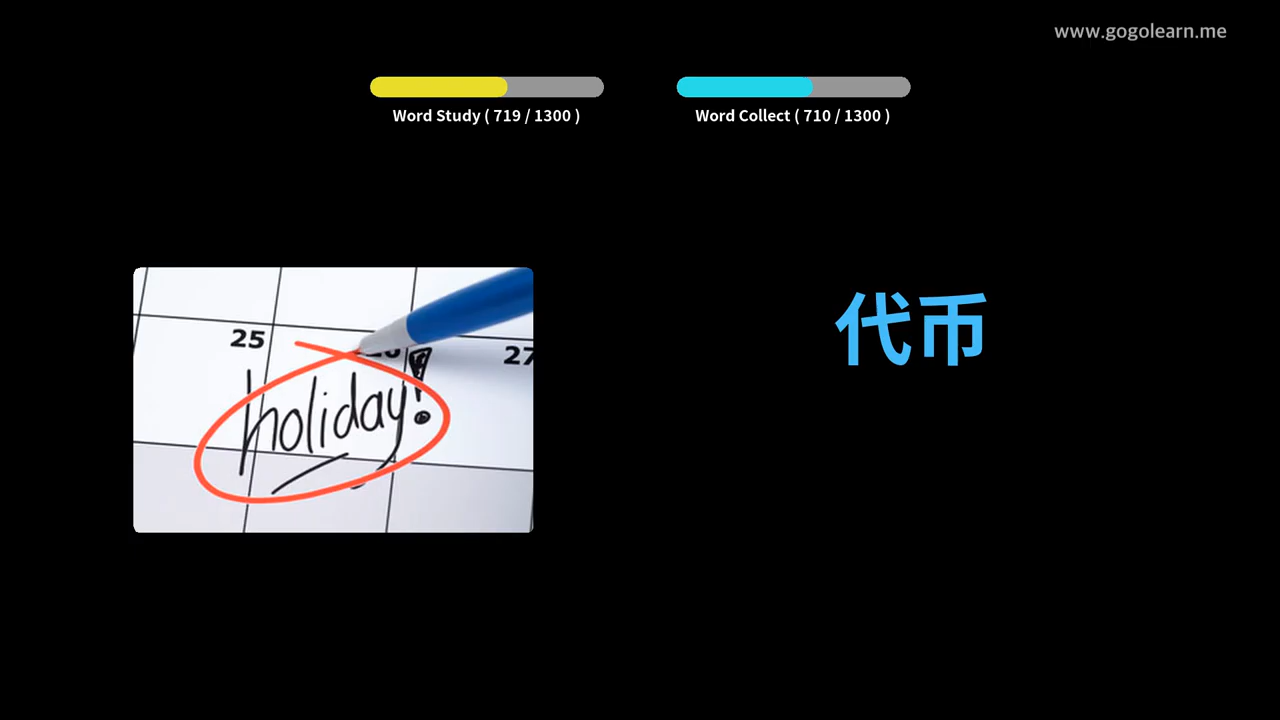 www.gogolearn.me
Word Study ( 719 / 1300 )
Word Collect ( 710 / 1300 )
代币
25
27
holiday!